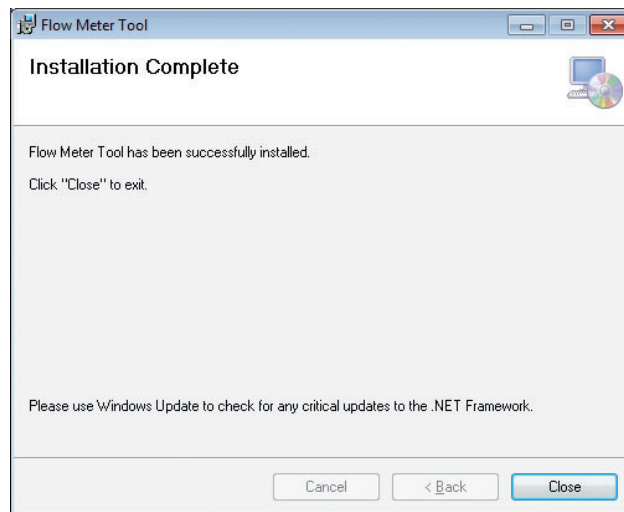 Flow Meter Tool
Installation Complete
Flow Meter Tool has been successfully installed.
Click "Close" to exit.
Please use Windows Update to check for any critical updates to the .NET Framework.
Cancel
< Back
Close